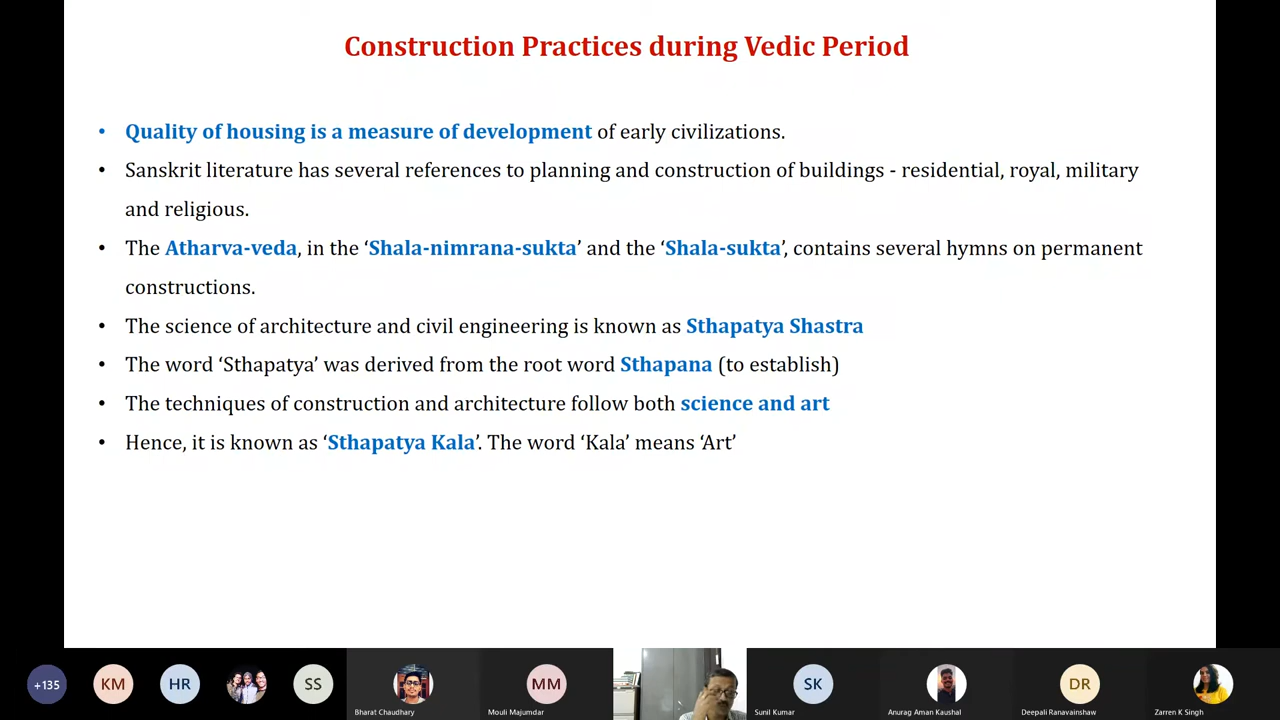 Construction Practices during Vedic Period
• Quality of housing is a measure of development of early civilizations.
• Sanskrit literature has several references to planning and construction of buildings - residential, royal, military
and religious.
• The Atharva-veda, in the ‘Shala-nimrana-sukta’ and the ‘Shala-sukta’, contains several hymns on permanent
constructions.
• The science of architecture and civil engineering is known as Sthapatya Shastra
• The word ‘Sthapatya’ was derived from the root word Sthapana (to establish)
• The techniques of construction and architecture follow both science and art
• Hence, it is known as ‘Sthapatya Kala’. The word ‘Kala’ means ‘Art’
+135 KM HR SS MM SK DR
Bharat Chaudhary Mouli Majumdar Sunil Kumar Anurag Aman Kaushal Deepali Ranavainshaw Zarren K Singh